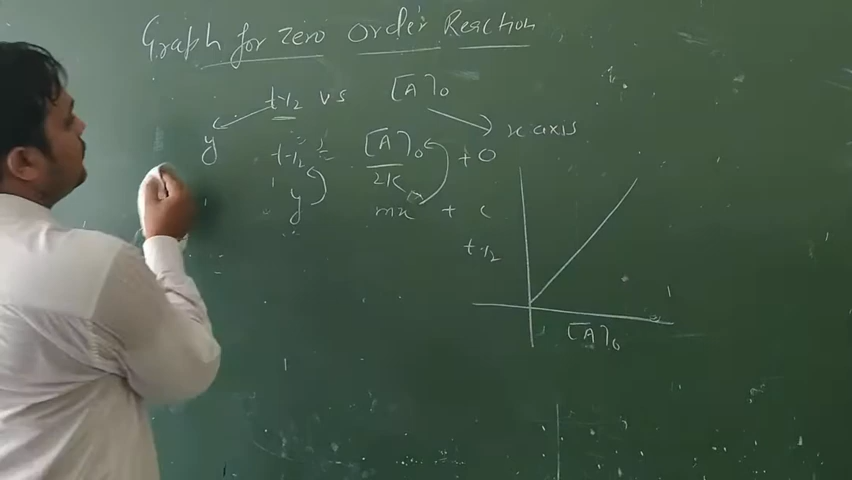 Graph for Zero Order Reaction
t1/2 vs [A]0
y x axis
t1/2 = [A]0 / 2K + 0
y mx + c
t1/2
[A]0